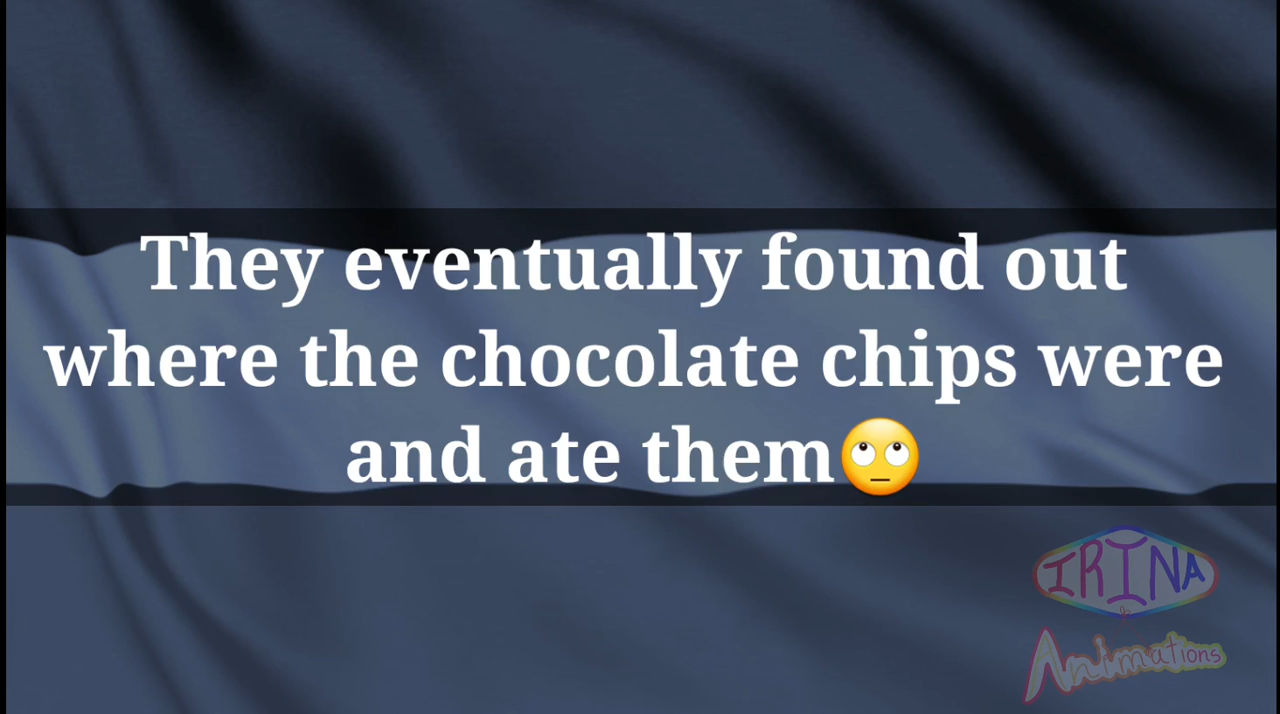 They eventually found out
where the chocolate chips were
and ate them🙄
IRINA
Animations